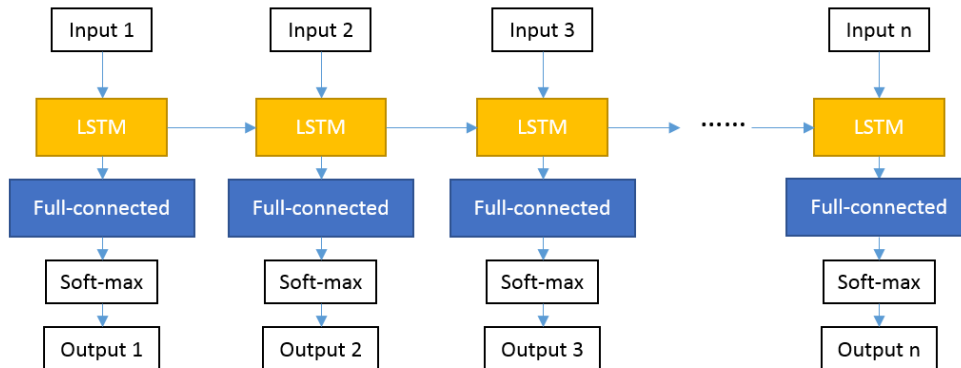 Input 1
Input 2
Input 3
Input n
LSTM
LSTM
LSTM
......
LSTM
Full-connected
Full-connected
Full-connected
Full-connected
Soft-max
Soft-max
Soft-max
Soft-max
Output 1
Output 2
Output 3
Output n